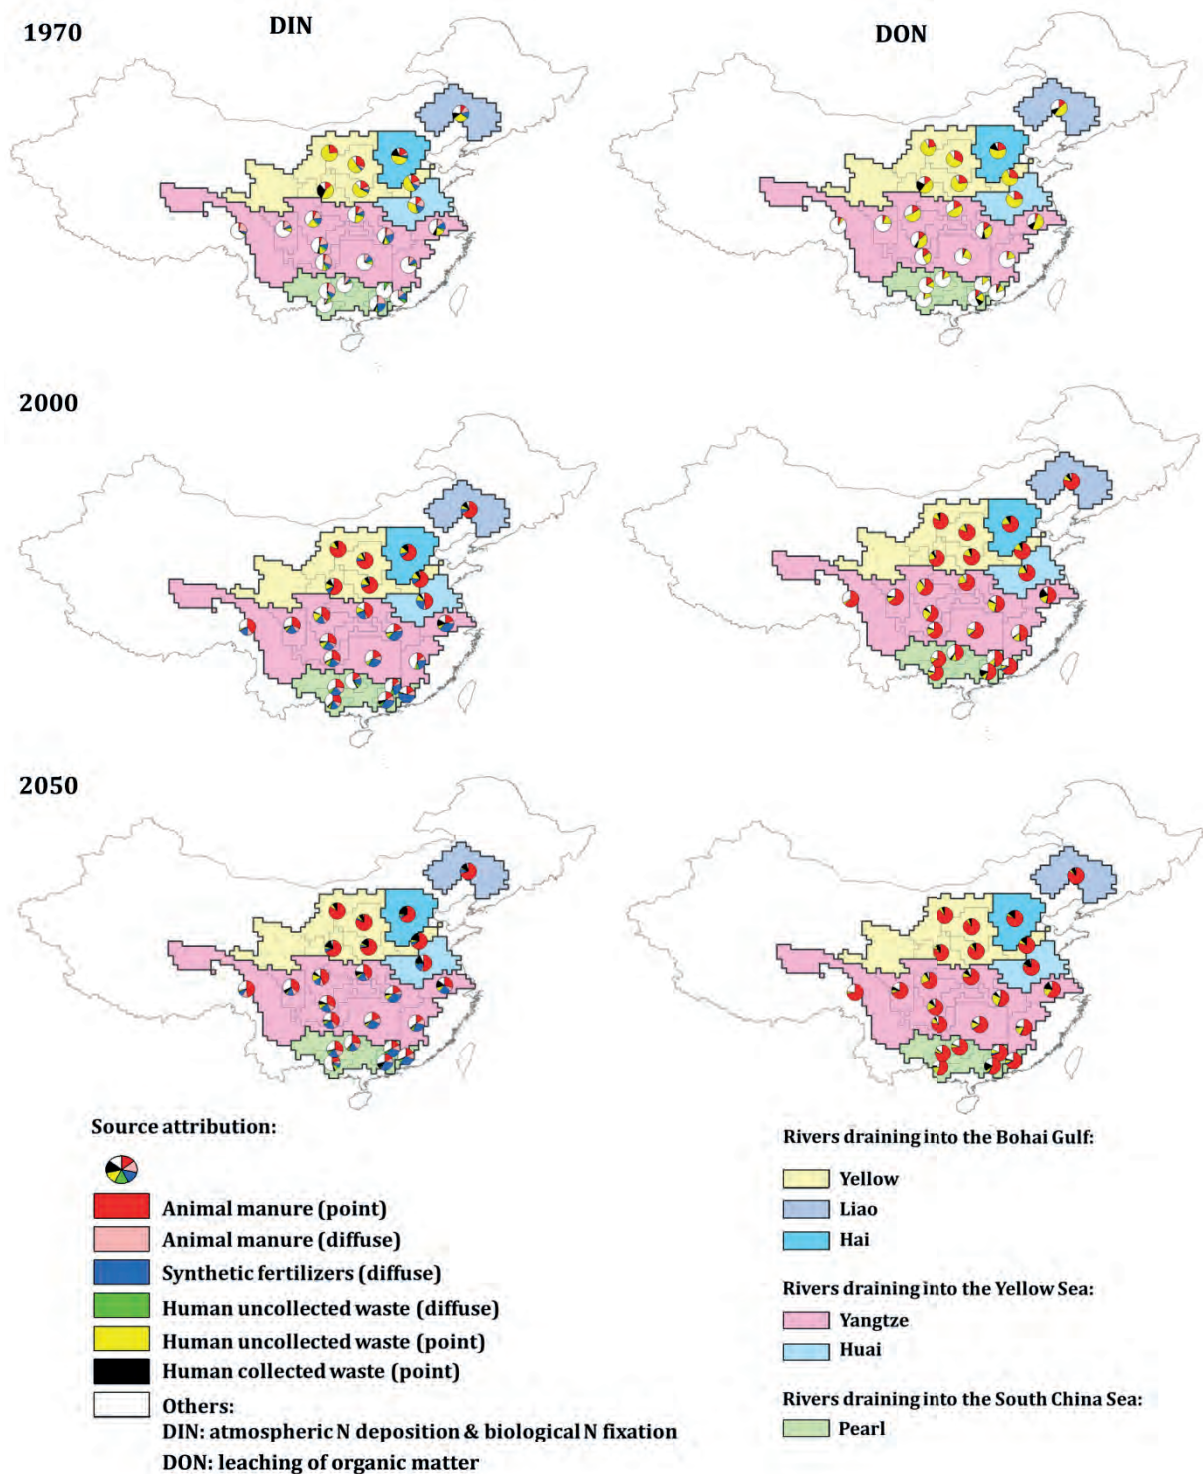 1970
DIN
DON
2000
2050
Source attribution:
Animal manure (point)
Animal manure (diffuse)
Synthetic fertilizers (diffuse)
Human uncollected waste (diffuse)
Human uncollected waste (point)
Human collected waste (point)
Others:
DIN: atmospheric N deposition & biological N fixation
DON: leaching of organic matter
Rivers draining into the Bohai Gulf:
Yellow
Liao
Hai
Rivers draining into the Yellow Sea:
Yangtze
Huai
Rivers draining into the South China Sea:
Pearl